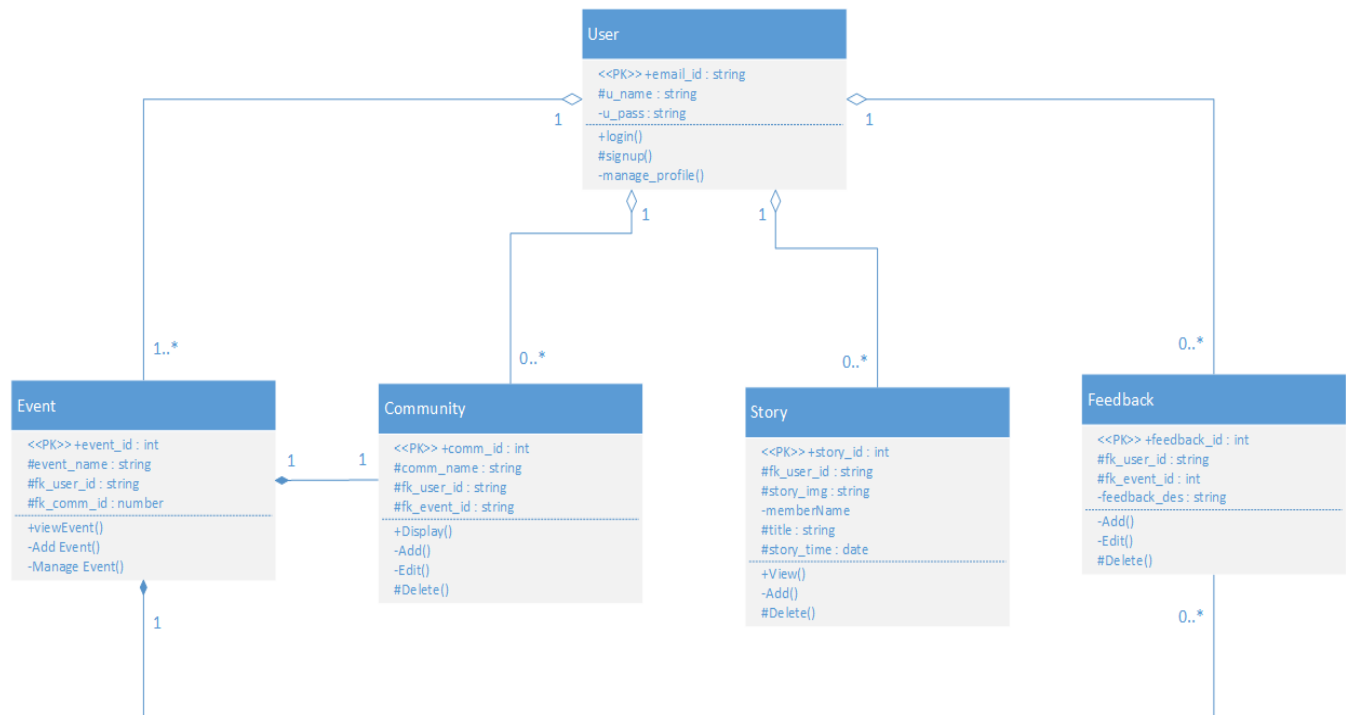 User
<<PK>> +email_id : string
#u_name : string
-u_pass : string
+login()
#signup()
-manage_profile()
1
1
1
1
1..*
0..*
0..*
0..*
Event
<<PK>> +event_id : int
#event_name : string
#fk_user_id : string
#fk_comm_id : number
+viewEvent()
-Add Event()
-Manage Event()
1
1
1
Community
<<PK>> +comm_id : int
#comm_name : string
#fk_user_id : string
#fk_event_id : string
+Display()
-Add()
-Edit()
#Delete()
Story
<<PK>> +story_id : int
#fk_user_id : string
#story_img : string
-memberName
#title : string
#story_time : date
+View()
-Add()
#Delete()
Feedback
<<PK>> +feedback_id : int
#fk_user_id : string
#fk_event_id : int
-feedback_des : string
-Add()
-Edit()
#Delete()
0..*